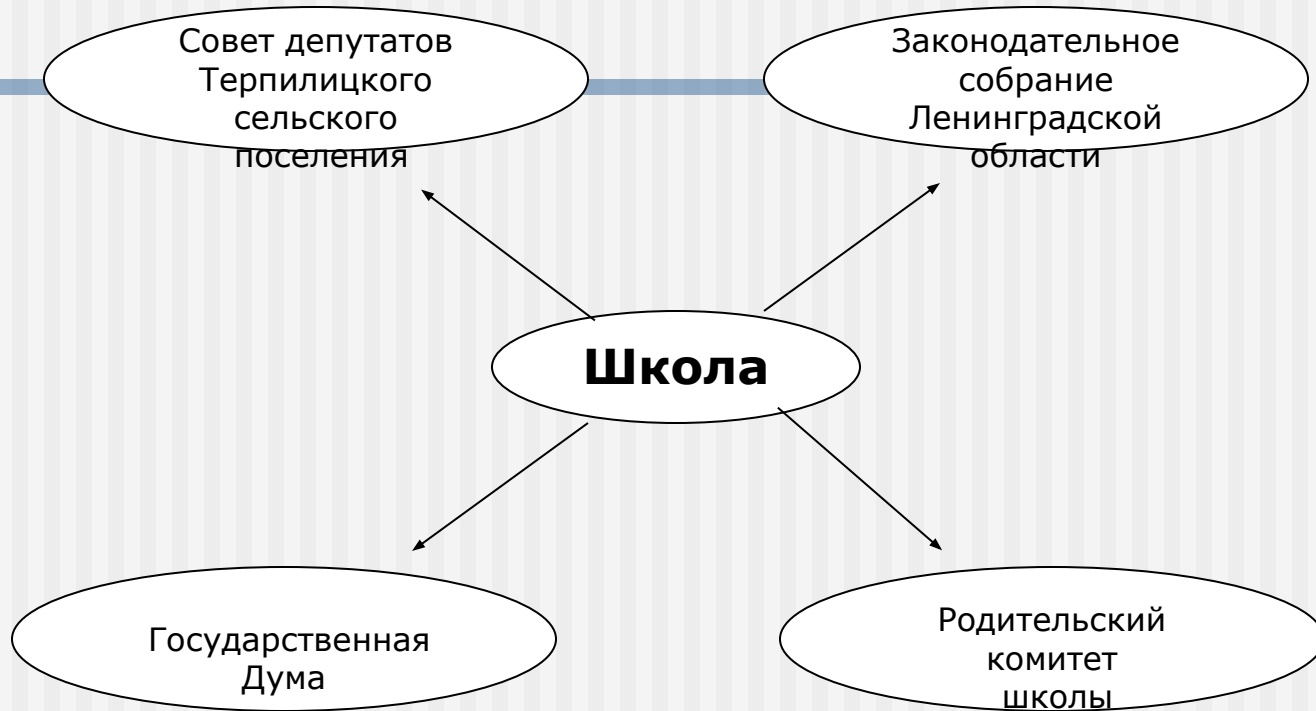 Совет депутатов
Терпилицкого
сельского
поселения
Законодательное
собрание
Ленинградской
области
Школа
Государственная
Дума
Родительский
комитет
школы